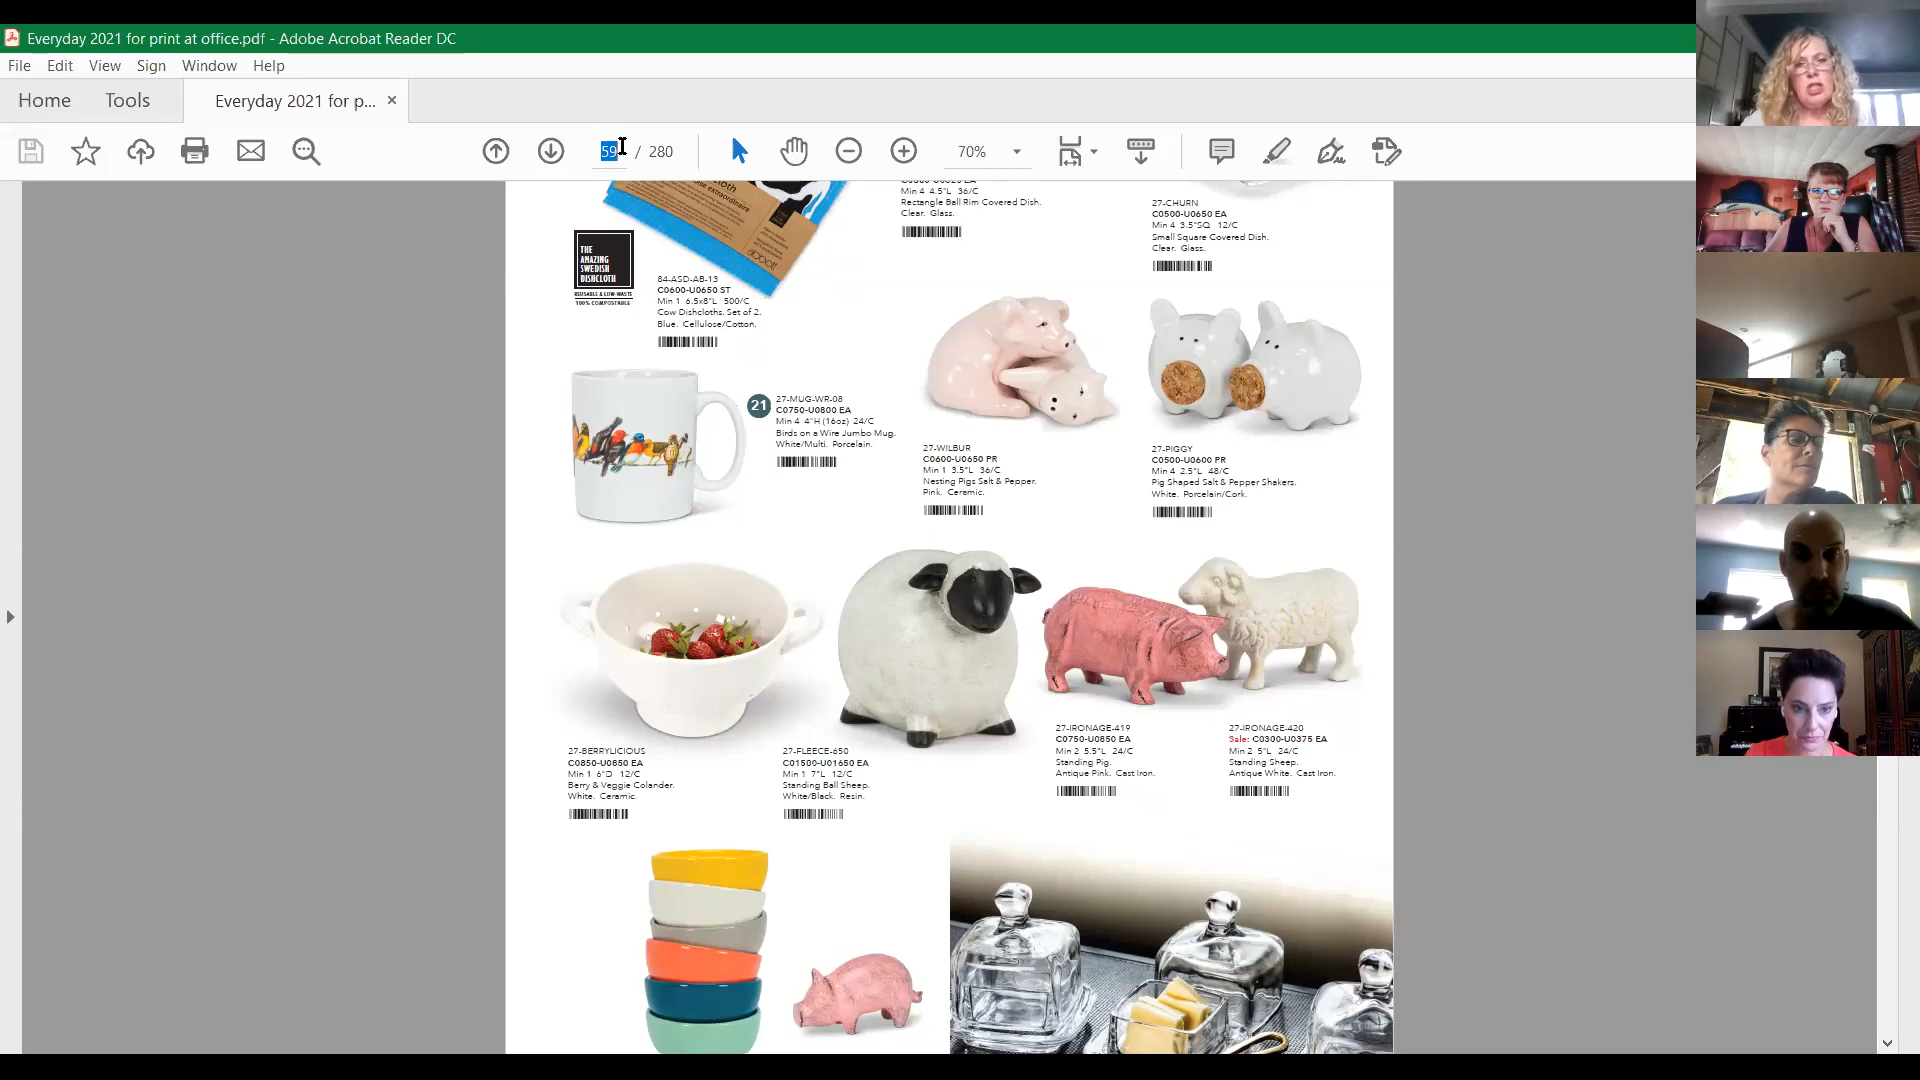 Everyday 2021 for print at office.pdf - Adobe Acrobat Reader DC
File Edit View Sign Window Help
Home Tools Everyday 2021 for p... ×
59 / 280 70%
THE
AMAZING
SWEDISH
DISHCLOTH
REUSABLE & LOW-WASTE
100% COMPOSTABLE
abbott
84-ASD-AB-13
C0600-U0650 ST
Min 1 6.5x8"L 500/C
Cow Dishcloths. Set of 2.
Blue. Cellulose/Cotton.
Min 4 4.5"L 36/C
Rectangle Ball Rim Covered Dish.
Clear. Glass.
27-CHURN
C0500-U0650 EA
Min 4 3.5"SQ 12/C
Small Square Covered Dish.
Clear. Glass.
21
27-MUG-WR-08
C0750-U0800 EA
Min 4 4"H (16oz) 24/C
Birds on a Wire Jumbo Mug.
White/Multi. Porcelain.
27-WILBUR
C0600-U0650 PR
Min 1 3.5"L 36/C
Nesting Pigs Salt & Pepper.
Pink. Ceramic.
27-PIGGY
C0500-U0600 PR
Min 4 2.5"L 48/C
Pig Shaped Salt & Pepper Shakers.
White. Porcelain/Cork.
27-BERRYLICIOUS
C0850-U0850 EA
Min 1 6"D 12/C
Berry & Veggie Colander.
White. Ceramic.
27-FLEECE-650
C01500-U01650 EA
Min 1 7"L 12/C
Standing Ball Sheep.
White/Black. Resin.
27-IRONAGE-419
C0750-U0850 EA
Min 2 5.5"L 24/C
Standing Pig.
Antique Pink. Cast Iron.
27-IRONAGE-420
Sale: C0300-U0375 EA
Min 2 5"L 24/C
Standing Sheep.
Antique White. Cast Iron.